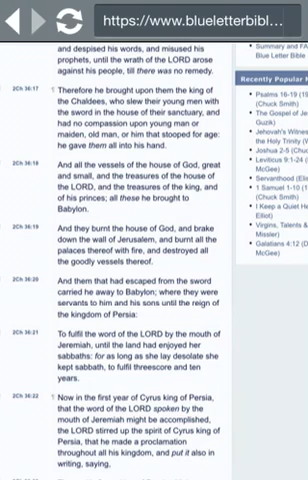 https://www.blueletterbibl...
and despised his words, and misused his
prophets, until the wrath of the LORD arose
against his people, till there was no remedy.
2Ch 36:17 ¶ Therefore he brought upon them the king of
the Chaldees, who slew their young men with
the sword in the house of their sanctuary, and
had no compassion upon young man or
maiden, old man, or him that stooped for age:
he gave them all into his hand.
2Ch 36:18 And all the vessels of the house of God, great
and small, and the treasures of the house of
the LORD, and the treasures of the king, and
of his princes; all these he brought to
Babylon.
2Ch 36:19 And they burnt the house of God, and brake
down the wall of Jerusalem, and burnt all the
palaces thereof with fire, and destroyed all
the goodly vessels thereof.
2Ch 36:20 And them that had escaped from the sword
carried he away to Babylon; where they were
servants to him and his sons until the reign of
the kingdom of Persia:
2Ch 36:21 To fulfil the word of the LORD by the mouth of
Jeremiah, until the land had enjoyed her
sabbaths: for as long as she lay desolate she
kept sabbath, to fulfil threescore and ten
years.
2Ch 36:22 ¶ Now in the first year of Cyrus king of Persia,
that the word of the LORD spoken by the
mouth of Jeremiah might be accomplished,
the LORD stirred up the spirit of Cyrus king of
Persia, that he made a proclamation
throughout all his kingdom, and put it also in
writing, saying,
Summary and FA
Blue Letter Bible
Recently Popular
Psalms 16-19 (19
(Chuck Smith)
The Gospel of Je
Guzik)
Jehovah's Witnes
the Holy Trinity (W
Joshua 2-5 (Chuc
Leviticus 9:1-24 (
McGee)
Servanthood (Elis
1 Samuel 1-10 (1
(Chuck Smith)
I Keep a Quiet He
Elliot)
Virgins, Talents &
Missler)
Galatians 4:12 (D
McGee)